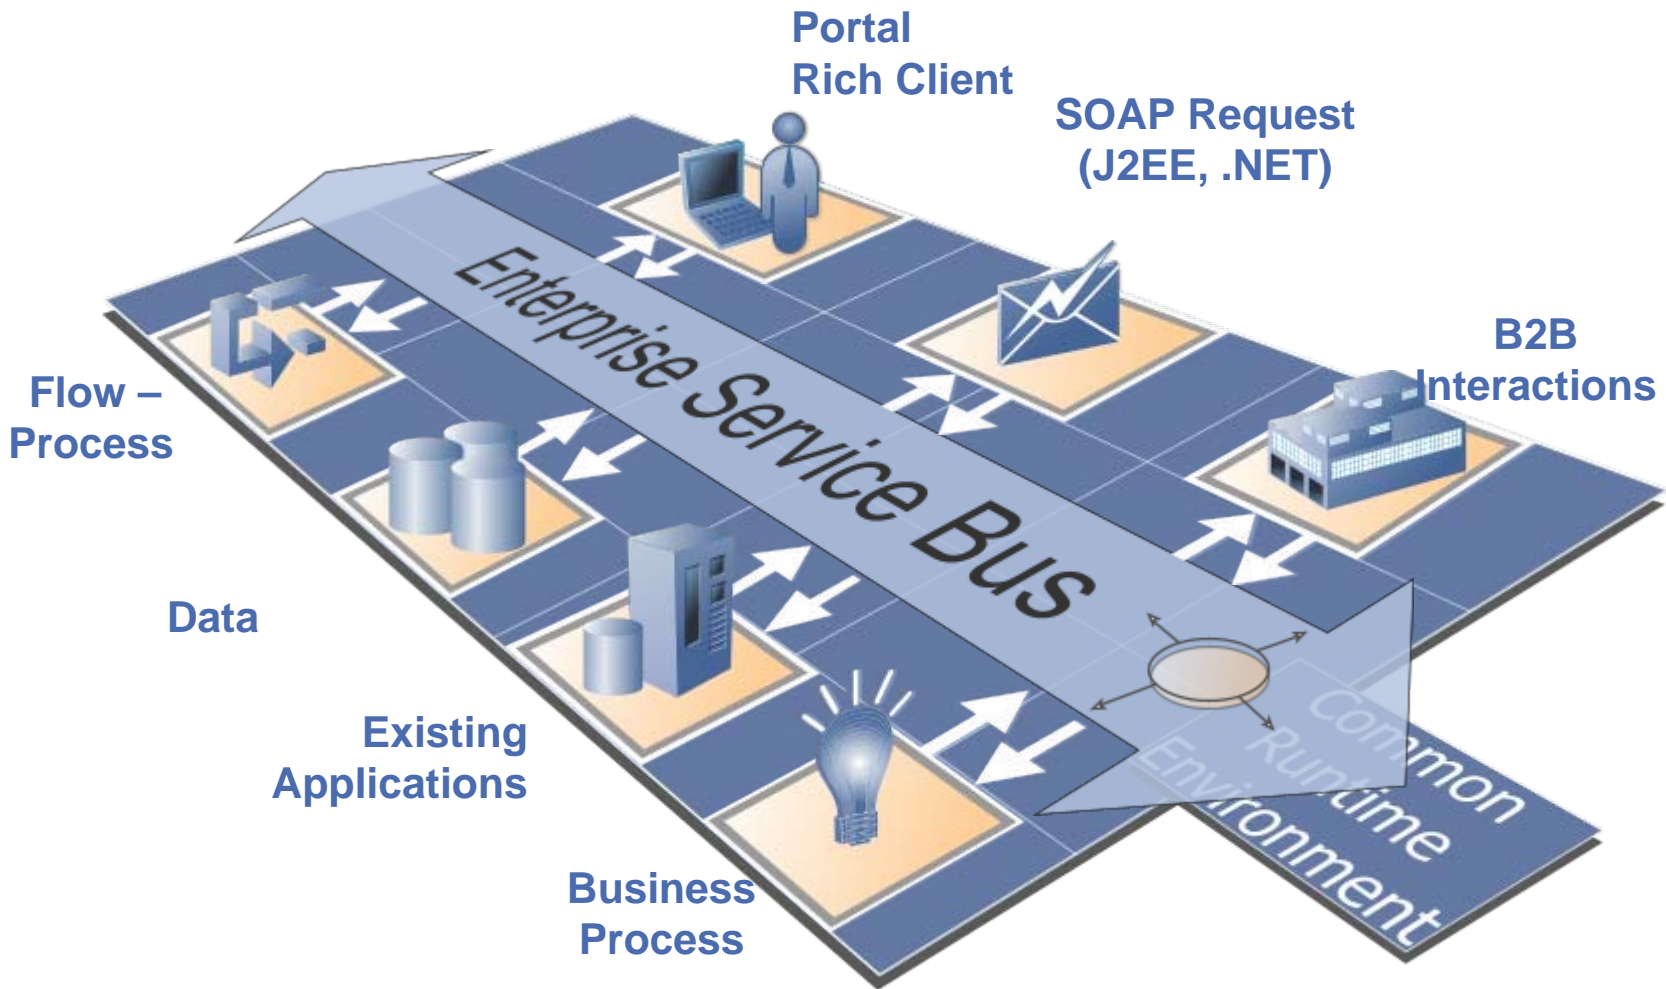 Portal
Rich Client
SOAP Request
(J2EE, .NET)
B2B
Interactions
Enterprise Service Bus
Flow –
Process
Data
Existing
Applications
Business
Process
Common
Runtime
Environment